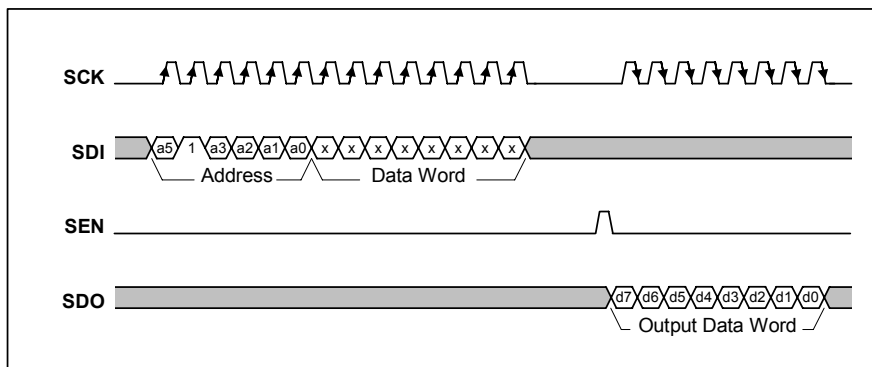 SCK
SDI a5 1 a3 a2 a1 a0 x x x x x x x x
Address Data Word
SEN
SDO d7 d6 d5 d4 d3 d2 d1 d0
Output Data Word